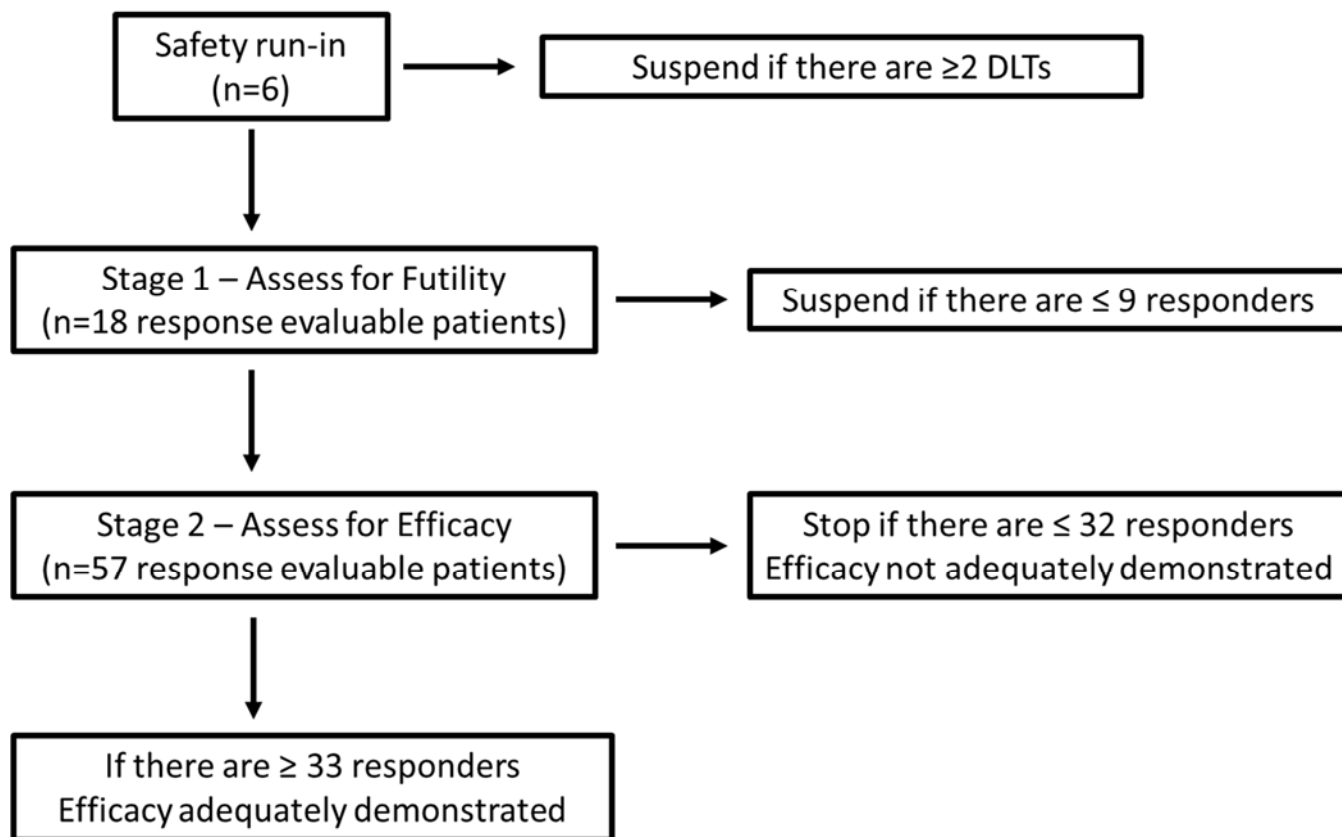 Safety run-in
(n=6)
Suspend if there are ≥2 DLTs
Stage 1 – Assess for Futility
(n=18 response evaluable patients)
Suspend if there are ≤ 9 responders
Stage 2 – Assess for Efficacy
(n=57 response evaluable patients)
Stop if there are ≤ 32 responders
Efficacy not adequately demonstrated
If there are ≥ 33 responders
Efficacy adequately demonstrated